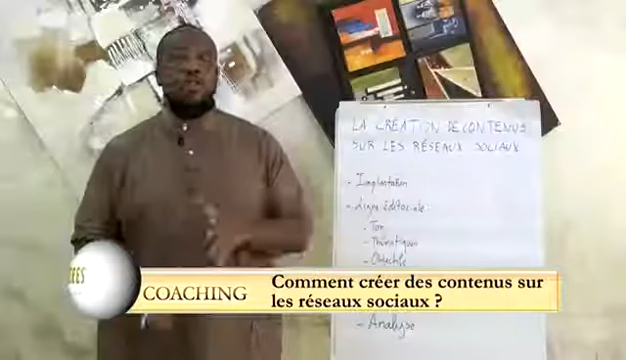 LA CRÉATION DE CONTENUS
SUR LES RÉSEAUX SOCIAUX
- Implantation
- Ligne éditoriale:
- Ton
- Thématiques
- Objectifs
COACHING
Comment créer des contenus sur
les réseaux sociaux ?
- Analyse